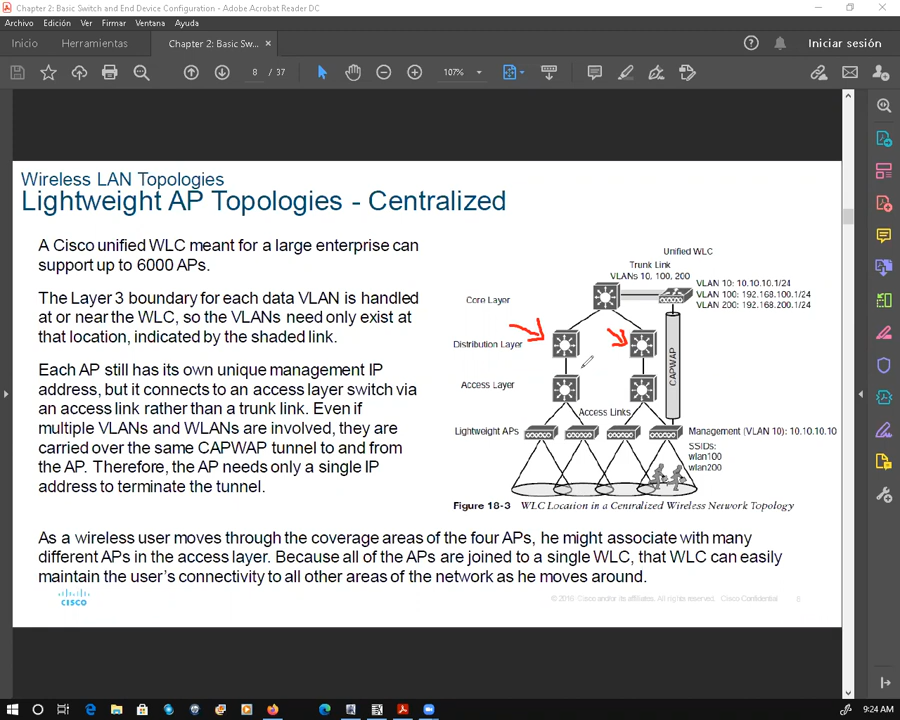 Chapter 2: Basic Switch and End Device Configuration - Adobe Acrobat Reader DC
Archivo Edición Ver Firmar Ventana Ayuda
Inicio Herramientas Chapter 2: Basic Sw... × Iniciar sesión
8 / 37 107%
Wireless LAN Topologies
Lightweight AP Topologies - Centralized
A Cisco unified WLC meant for a large enterprise can
support up to 6000 APs.
The Layer 3 boundary for each data VLAN is handled
at or near the WLC, so the VLANs need only exist at
that location, indicated by the shaded link.
Each AP still has its own unique management IP
address, but it connects to an access layer switch via
an access link rather than a trunk link. Even if
multiple VLANs and WLANs are involved, they are
carried over the same CAPWAP tunnel to and from
the AP. Therefore, the AP needs only a single IP
address to terminate the tunnel.
Unified WLC
Trunk Link
VLANs 10, 100, 200
VLAN 10: 10.10.10.1/24
VLAN 100: 192.168.100.1/24
VLAN 200: 192.168.200.1/24
Core Layer
Distribution Layer
CAPWAP
Access Layer
Access Links
Lightweight APs
Management (VLAN 10): 10.10.10.10
SSIDs:
wlan100
wlan200
Figure 18-3 WLC Location in a Centralized Wireless Network Topology
As a wireless user moves through the coverage areas of the four APs, he might associate with many
different APs in the access layer. Because all of the APs are joined to a single WLC, that WLC can easily
maintain the user's connectivity to all other areas of the network as he moves around.
CISCO
© 2016 Cisco and/or its affiliates. All rights reserved. Cisco Confidential 8
9:24 AM